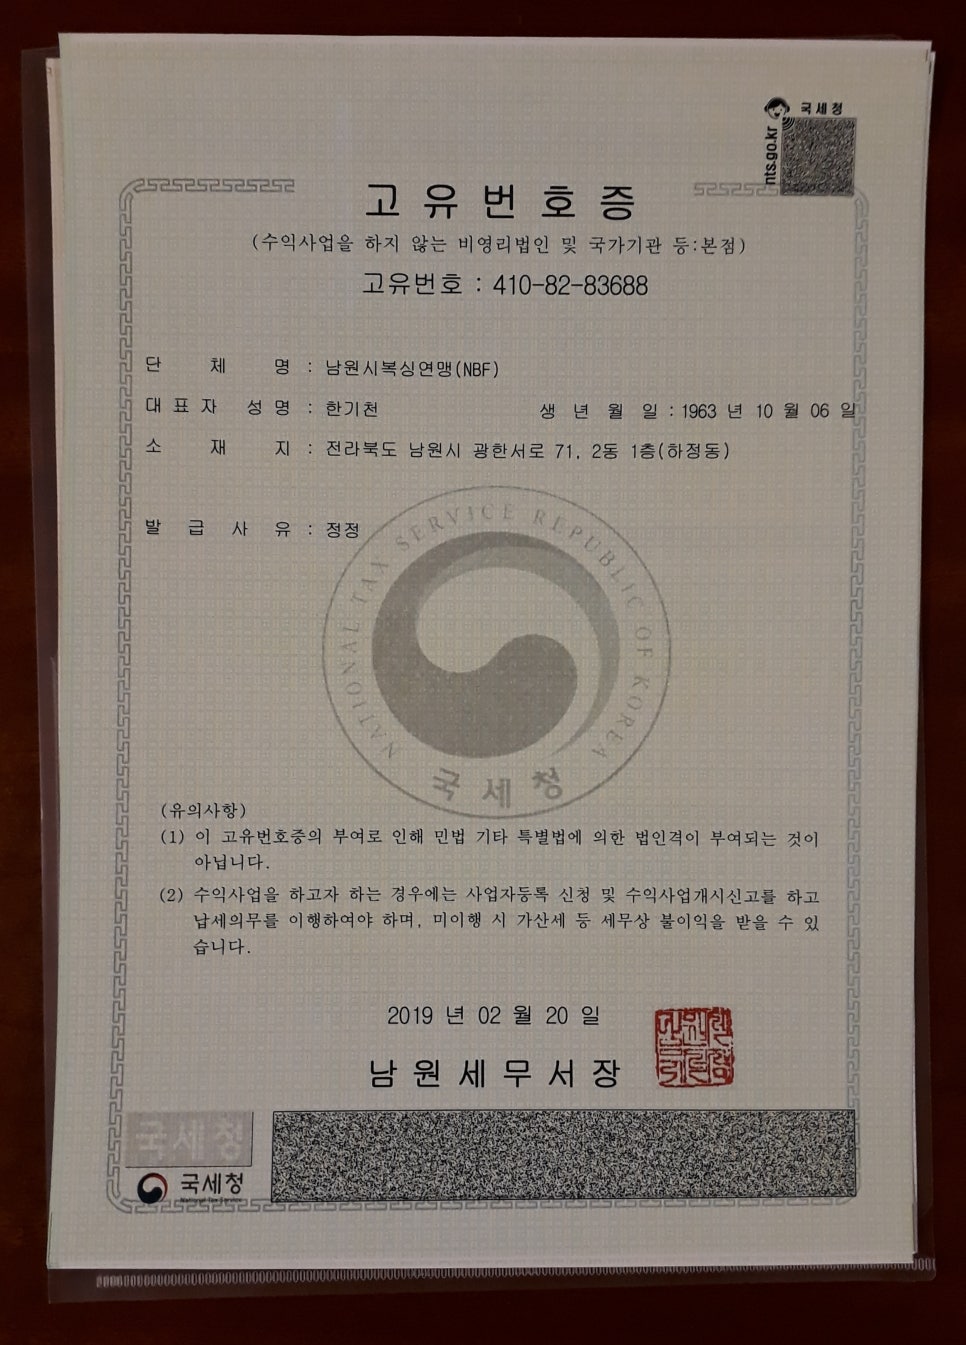 국세청
nts.go.kr
고유번호증
(수익사업을 하지 않는 비영리법인 및 국가기관 등:본점)
고유번호 : 410-82-83688
단 체 명 : 남원시복싱연맹(NBF)
대 표 자 성 명 : 한기천 생 년 월 일 : 1963 년 10 월 06 일
소 재 지 : 전라북도 남원시 광한서로 71, 2동 1층(하정동)
발 급 사 유 : 정정
NATIONAL TAX SERVICE REPUBLIC OF KOREA
국세청
(유의사항)
(1) 이 고유번호증의 부여로 인해 민법 기타 특별법에 의한 법인격이 부여되는 것이
아닙니다.
(2) 수익사업을 하고자 하는 경우에는 사업자등록 신청 및 수익사업개시신고를 하고
납세의무를 이행하여야 하며, 미이행 시 가산세 등 세무상 불이익을 받을 수 있
습니다.
2019 년 02 월 20 일
남원세무서장
국세청
국세청
National Tax Service